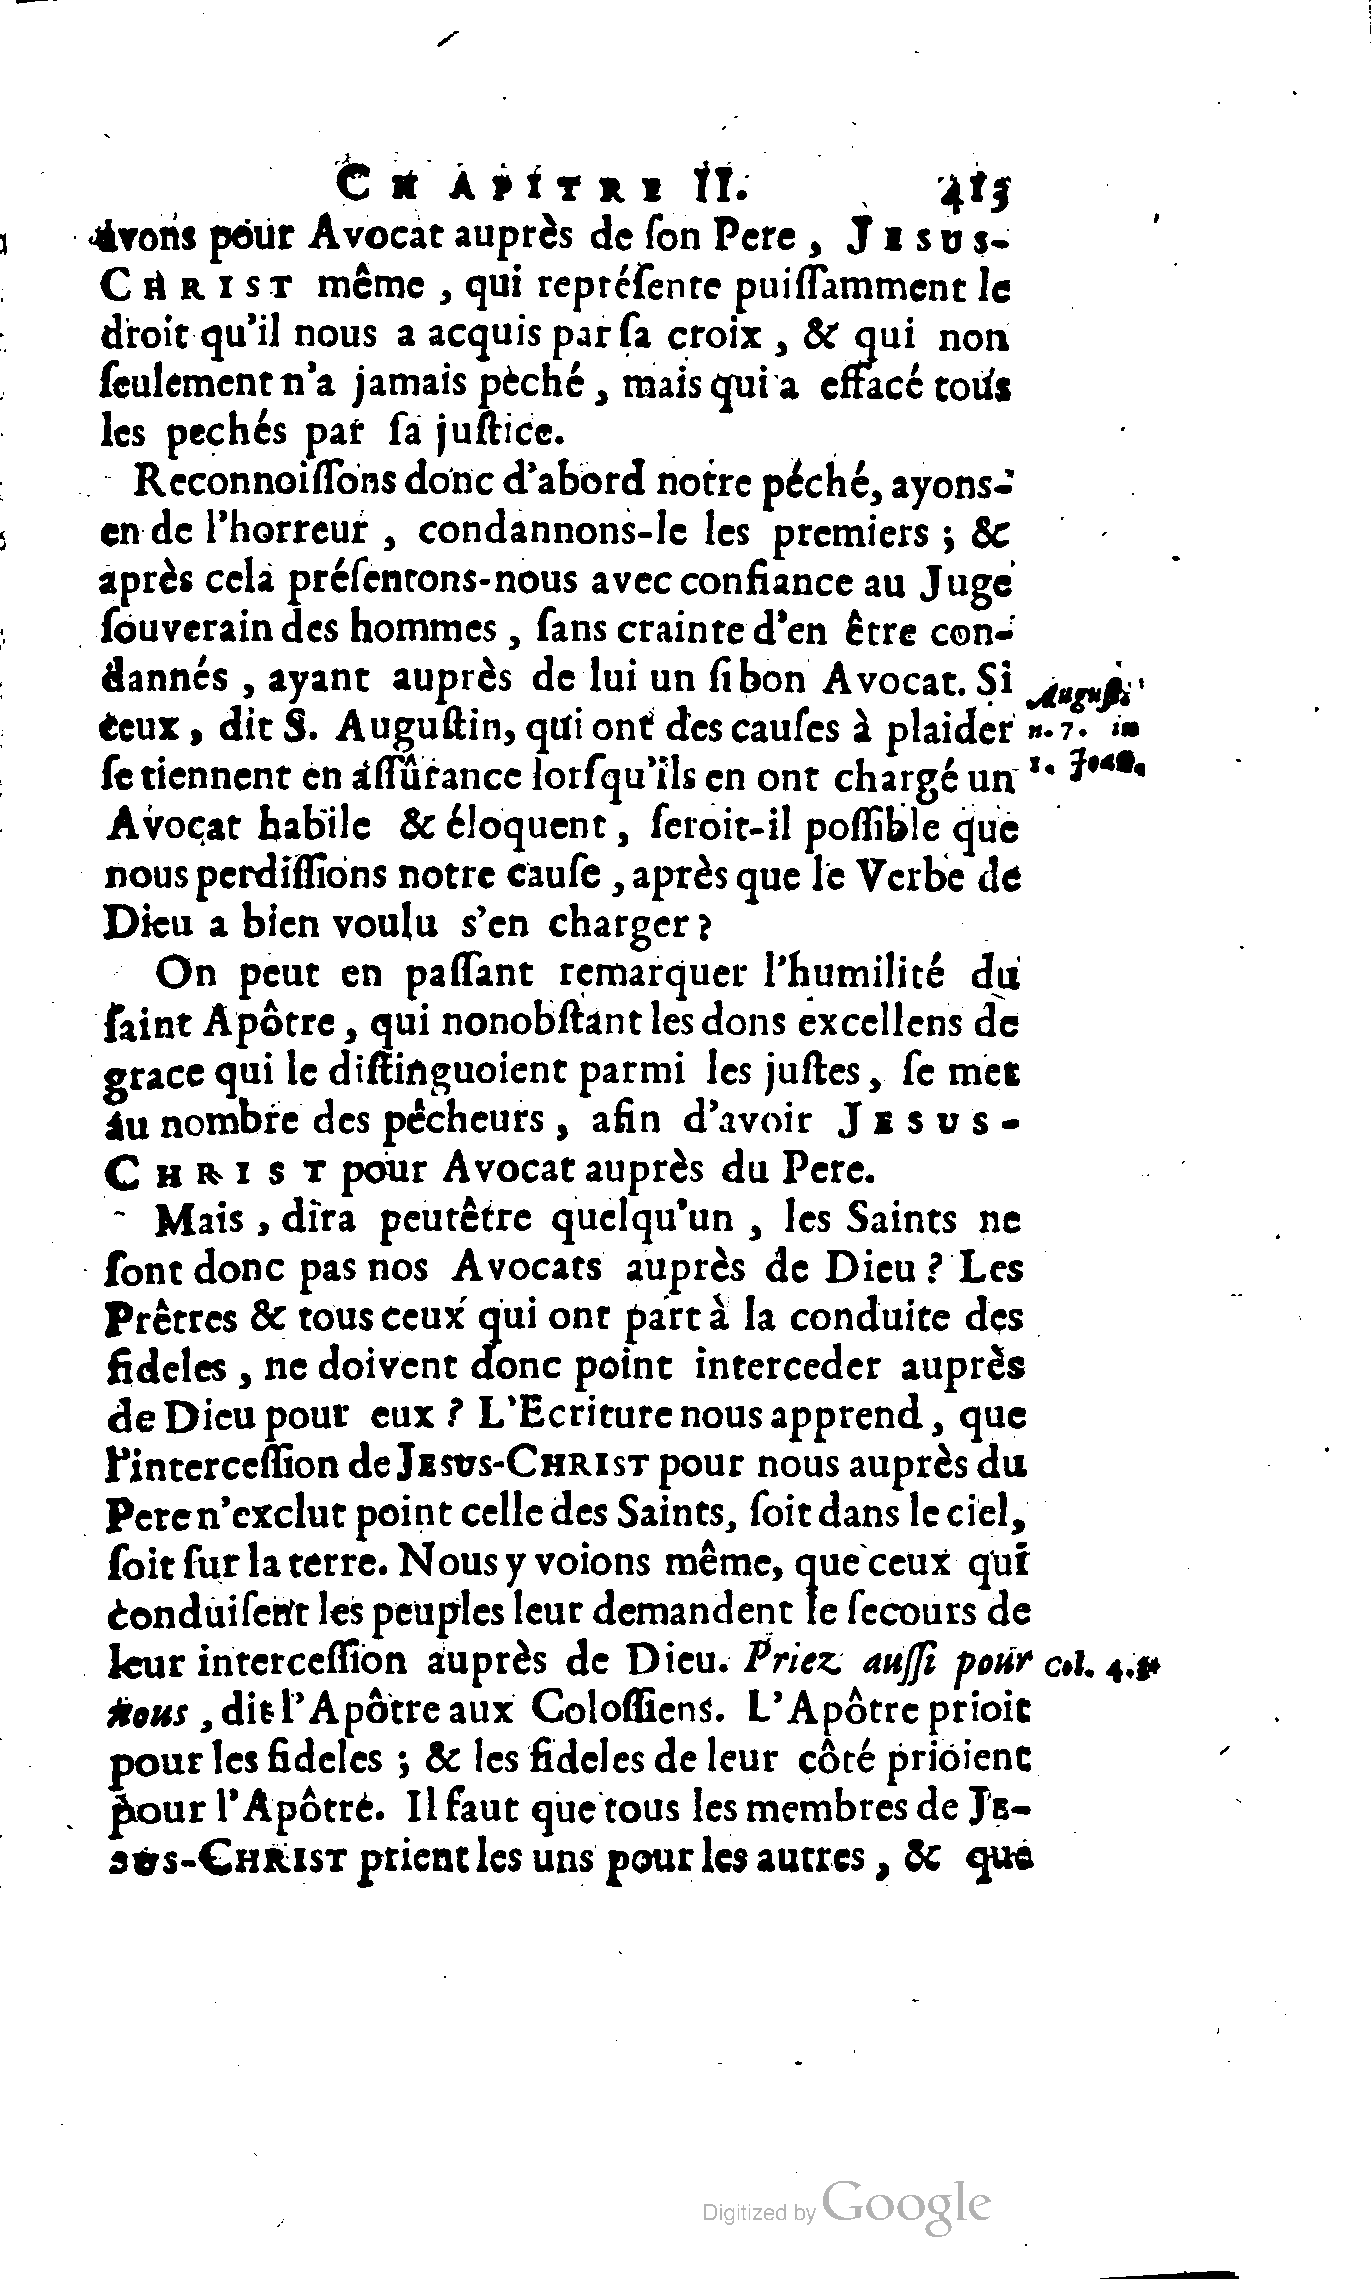 CHAPITRE II. 413
avons pour Avocat auprès de ſon Pere, JESUS-
CHRIST même, qui repréſente puiſſamment le
droit qu'il nous a acquis par ſa croix, & qui non
ſeulement n'a jamais pèché, mais qui a effacé tous
les pechés par ſa juſtice.
Reconnoiſſons donc d'abord notre péché, ayons-
en de l'horreur, condannons-le les premiers ; &
après cela préſentons-nous avec confiance au Juge
ſouverain des hommes, ſans crainte d'en être con-
dannés, ayant auprès de lui un ſi bon Avocat. Si
ceux, dit S. Auguſtin, qui ont des cauſes à plaider
ſe tiennent en aſſûrance lorſqu'ils en ont chargé un
Auguſt.
n. 7. in
1. Joan.
Avocat habile & éloquent, ſeroit-il poſſible que
nous perdiſſions notre cauſe, après que le Verbe de
Dieu a bien voulu s'en charger ?
On peut en paſſant remarquer l'humilité du
ſaint Apôtre, qui nonobſtant les dons excellens de
grace qui le diſtinguoient parmi les juſtes, ſe met
au nombre des pêcheurs, afin d'avoir JESUS-
CHRIST pour Avocat auprès du Pere.
Mais, dira peutêtre quelqu'un, les Saints ne
ſont donc pas nos Avocats auprès de Dieu ? Les
Prêtres & tous ceux qui ont part à la conduite des
fideles, ne doivent donc point interceder auprès
de Dieu pour eux ? L'Ecriture nous apprend, que
l'interceſſion de JESUS-CHRIST pour nous auprès du
Pere n'exclut point celle des Saints, ſoit dans le ciel,
ſoit ſur la terre. Nous y voions même, que ceux qui
conduiſent les peuples leur demandent le ſecours de
leur interceſſion auprès de Dieu. Priez auſſi pour
Col. 4.
nous, dit l'Apôtre aux Coloſſiens. L'Apôtre prioit
pour les fideles ; & les fideles de leur côté prioient
pour l'Apôtre. Il faut que tous les membres de JE-
SUS-CHRIST prient les uns pour les autres, & que
Digitized by Google